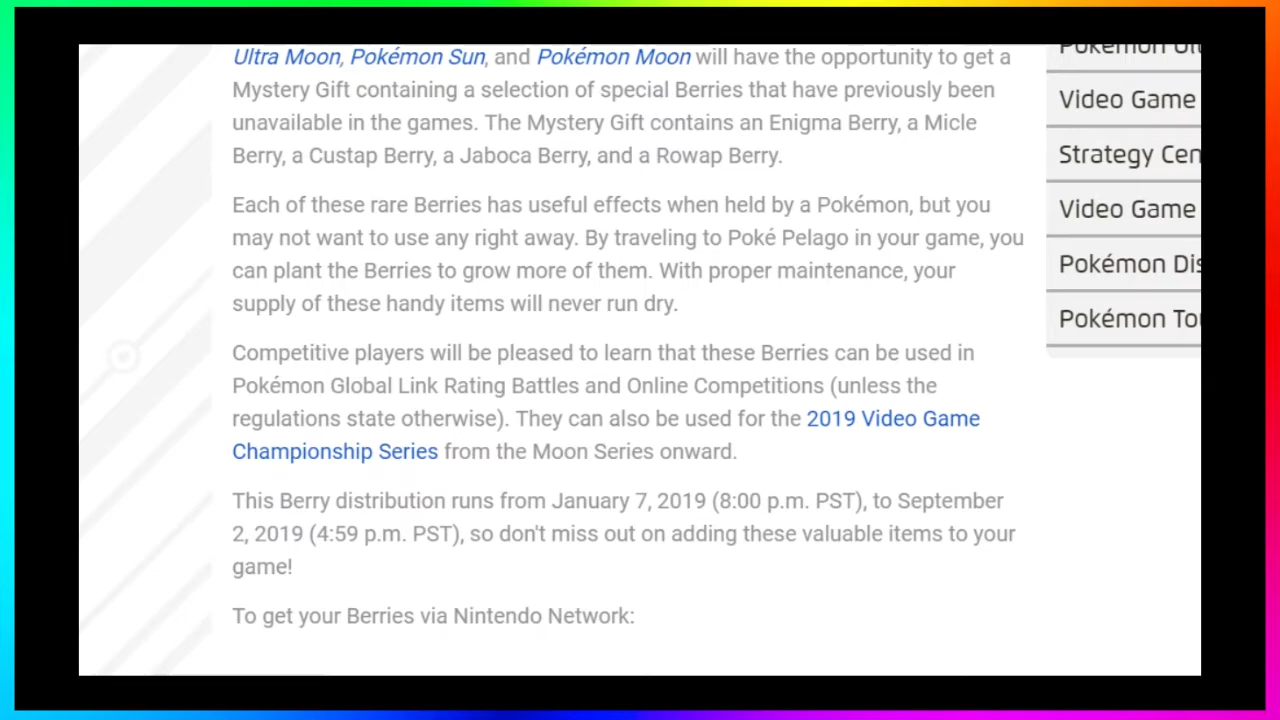 Ultra Moon, Pokémon Sun, and Pokémon Moon will have the opportunity to get a
Mystery Gift containing a selection of special Berries that have previously been
unavailable in the games. The Mystery Gift contains an Enigma Berry, a Micle
Berry, a Custap Berry, a Jaboca Berry, and a Rowap Berry.
Each of these rare Berries has useful effects when held by a Pokémon, but you
may not want to use any right away. By traveling to Poké Pelago in your game, you
can plant the Berries to grow more of them. With proper maintenance, your
supply of these handy items will never run dry.
Competitive players will be pleased to learn that these Berries can be used in
Pokémon Global Link Rating Battles and Online Competitions (unless the
regulations state otherwise). They can also be used for the 2019 Video Game
Championship Series from the Moon Series onward.
This Berry distribution runs from January 7, 2019 (8:00 p.m. PST), to September
2, 2019 (4:59 p.m. PST), so don't miss out on adding these valuable items to your
game!
To get your Berries via Nintendo Network:
Pokémon
Video Game
Strategy Cen
Video Game
Pokémon Dis
Pokémon To